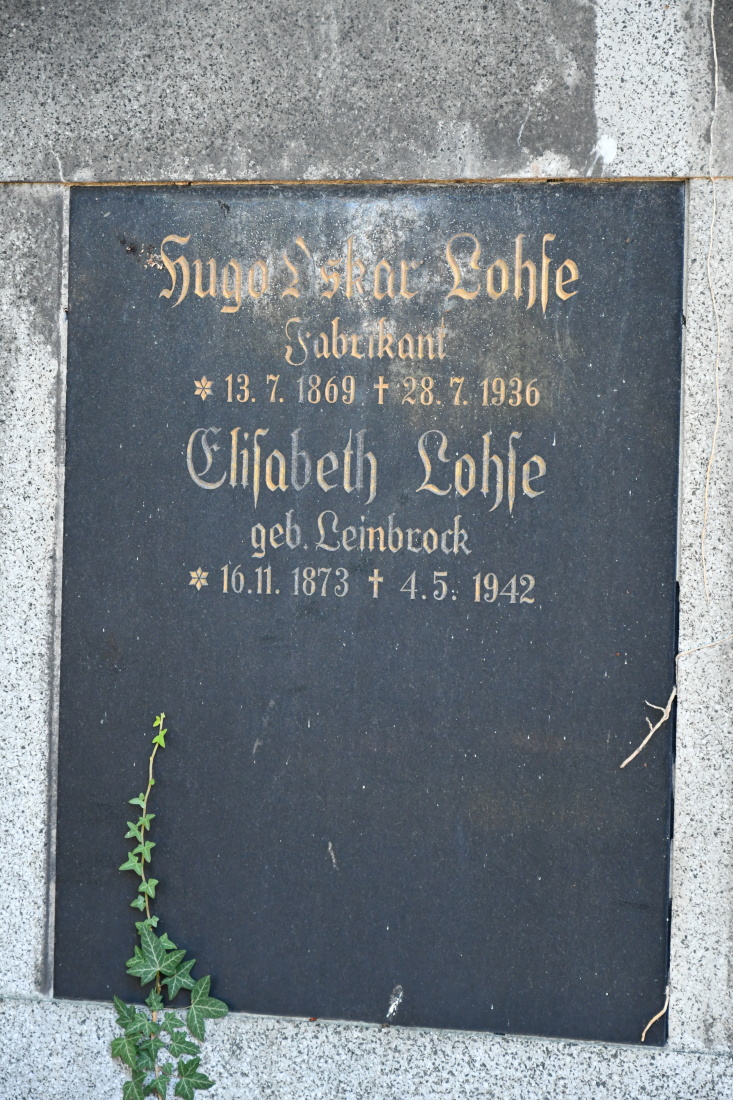 Hugo Oskar Lohſe
Fabrikant
* 13. 7. 1869 † 28. 7. 1936
Eliſabeth Lohſe
geb. Leinbrock
* 16. 11. 1873 † 4. 5. 1942